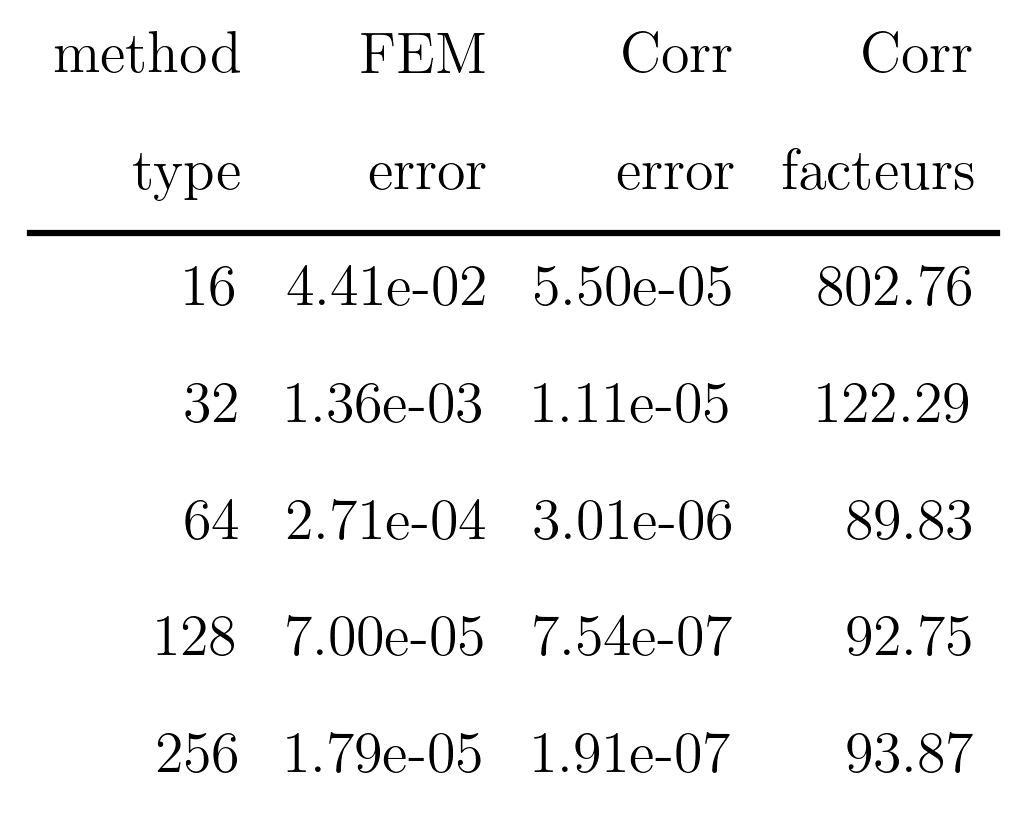 method FEM Corr Corr
type error error facteurs
16 4.41e-02 5.50e-05 802.76
32 1.36e-03 1.11e-05 122.29
64 2.71e-04 3.01e-06 89.83
128 7.00e-05 7.54e-07 92.75
256 1.79e-05 1.91e-07 93.87